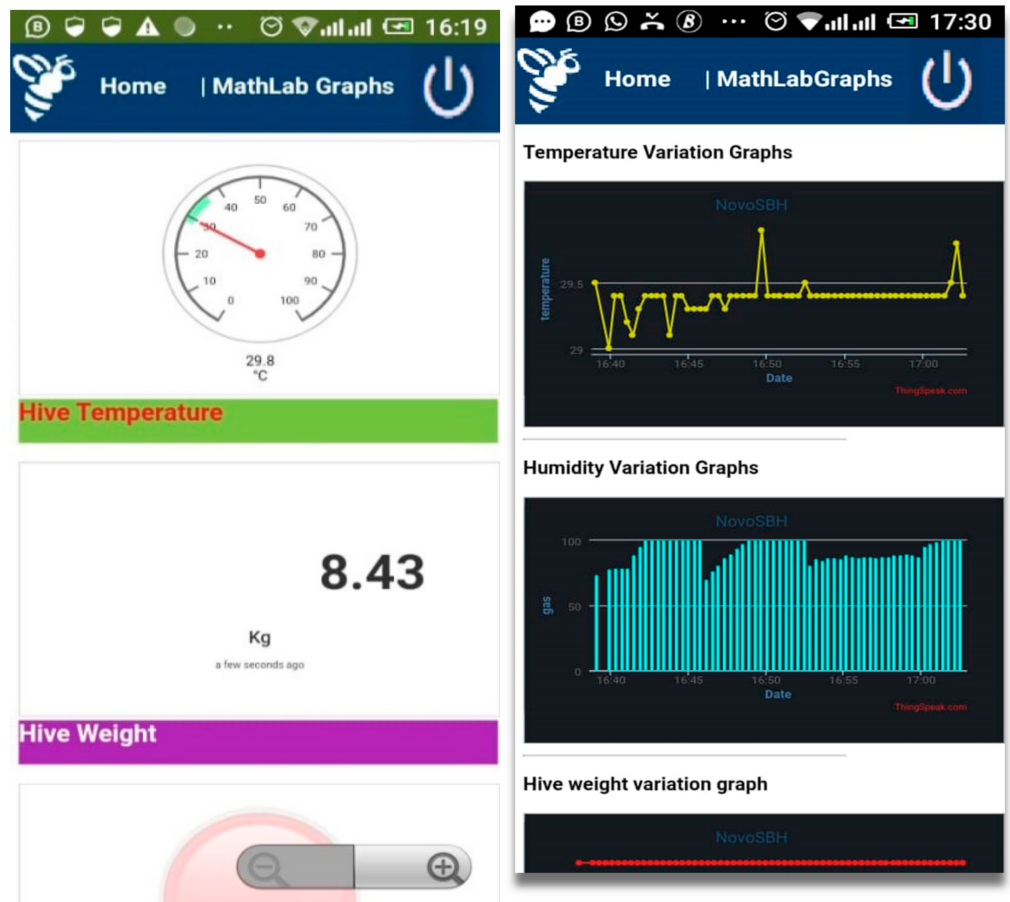 16:19
Home | MathLab Graphs
0 10 20 30 40 50 60 70 80 90 100
29.8
°C
Hive Temperature
8.43
Kg
a few seconds ago
Hive Weight
17:30
Home | MathLabGraphs
Temperature Variation Graphs
NovoSBH
temperature
29.5
29
16:40 16:45 16:50 16:55 17:00
Date
ThingSpeak.com
Humidity Variation Graphs
NovoSBH
gas
100
50
0
16:40 16:45 16:50 16:55 17:00
Date
ThingSpeak.com
Hive weight variation graph
NovoSBH